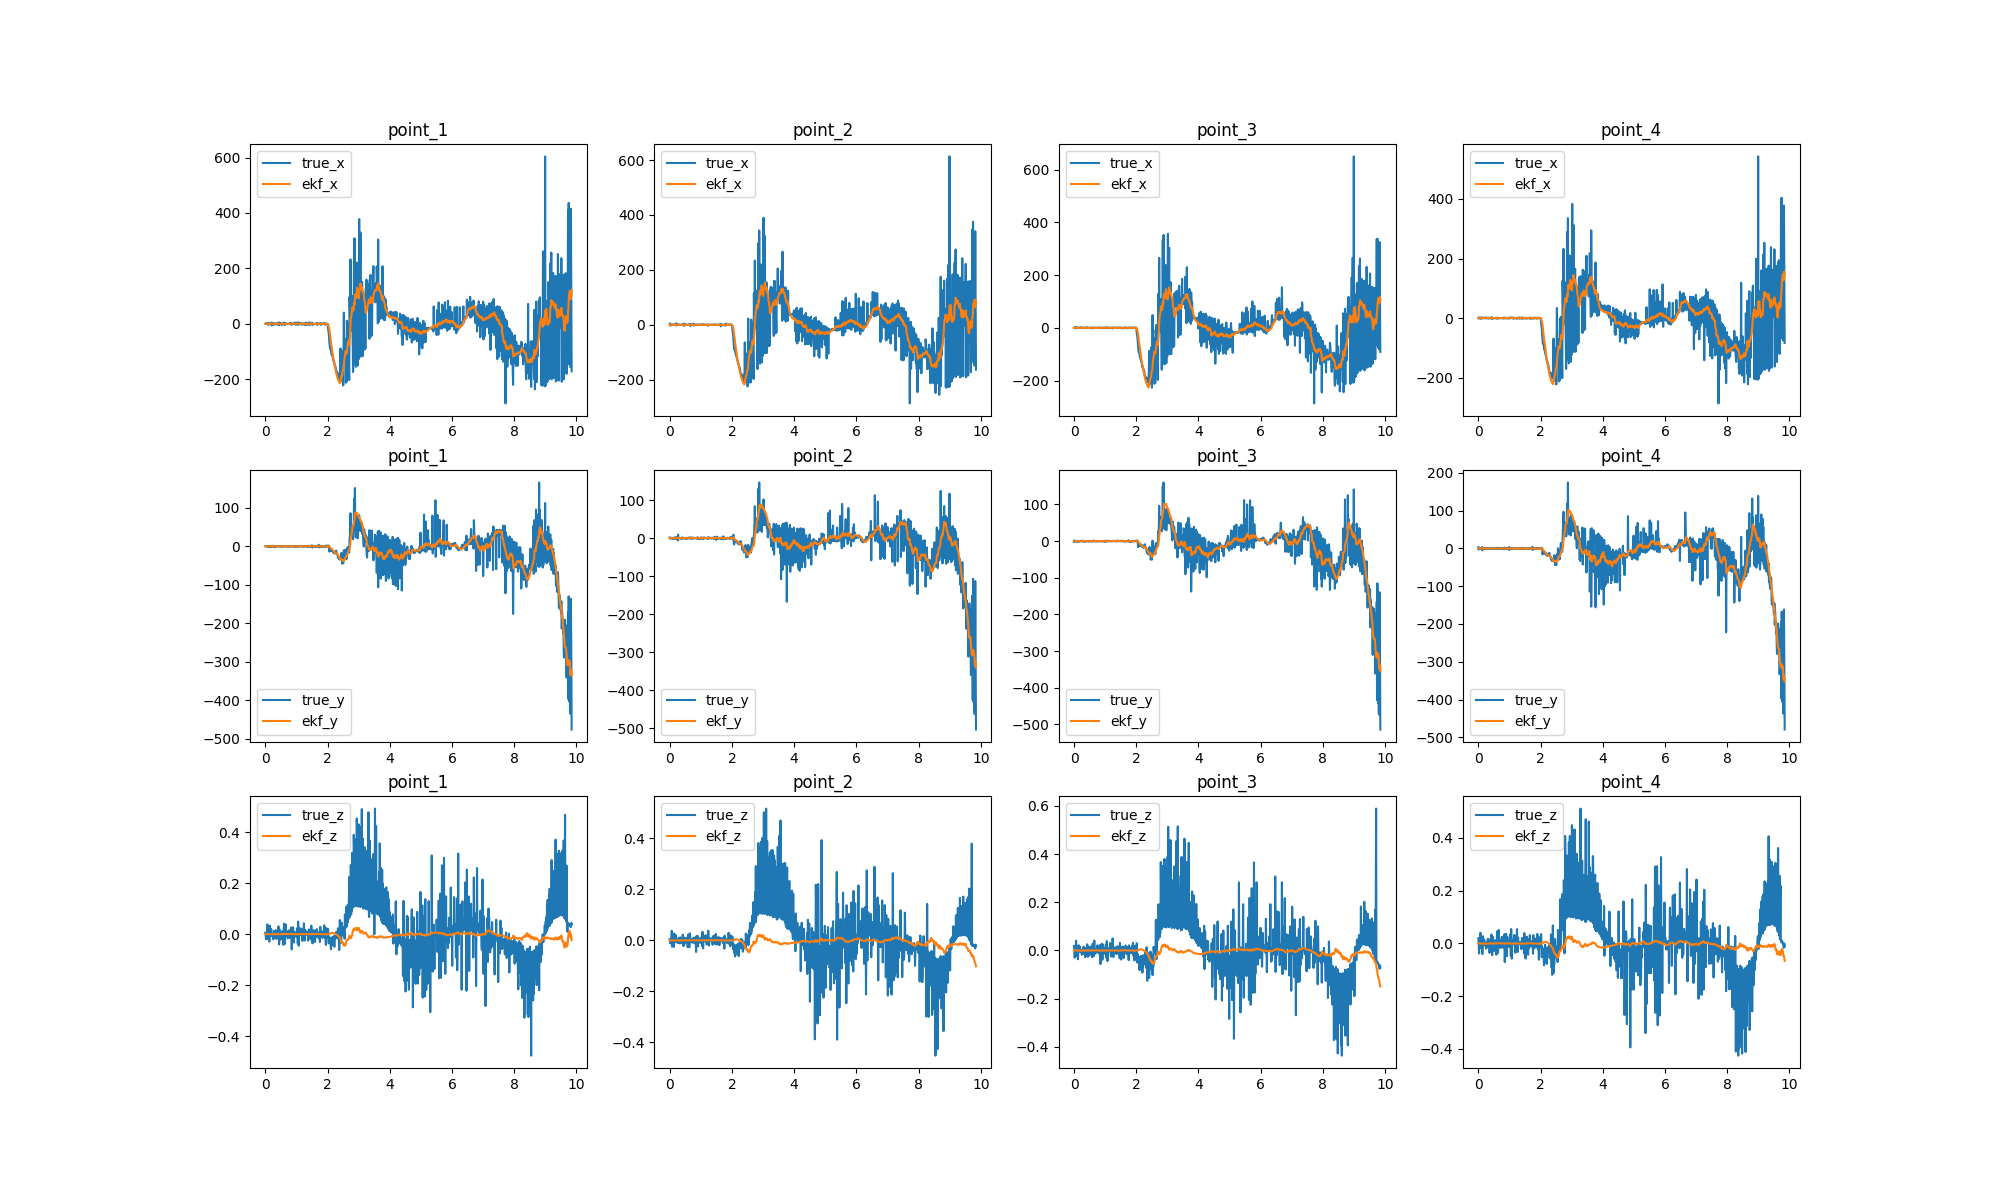 point_1 point_2 point_3 point_4
true_x true_x true_x true_x
ekf_x ekf_x ekf_x ekf_x
600 600 600 400
400 400 400 200
200 200 200 0
0 0 0 −200
−200 −200 −200
0 2 4 6 8 10 0 2 4 6 8 10 0 2 4 6 8 10 0 2 4 6 8 10
point_1 point_2 point_3 point_4
100 100 100 200
0 0 0 100
−100 −100 −100 0
−200 −200 −200 −100
−300 −300 −300 −200
−400 −400 −400 −300
−500 −500 −500 −400
−500
true_y true_y true_y true_y
ekf_y ekf_y ekf_y ekf_y
0 2 4 6 8 10 0 2 4 6 8 10 0 2 4 6 8 10 0 2 4 6 8 10
point_1 point_2 point_3 point_4
true_z true_z true_z true_z
ekf_z ekf_z ekf_z ekf_z
0.4 0.4 0.6 0.4
0.2 0.2 0.4 0.2
0.0 0.0 0.2 0.0
−0.2 −0.2 0.0 −0.2
−0.4 −0.4 −0.2 −0.4
−0.4
0 2 4 6 8 10 0 2 4 6 8 10 0 2 4 6 8 10 0 2 4 6 8 10